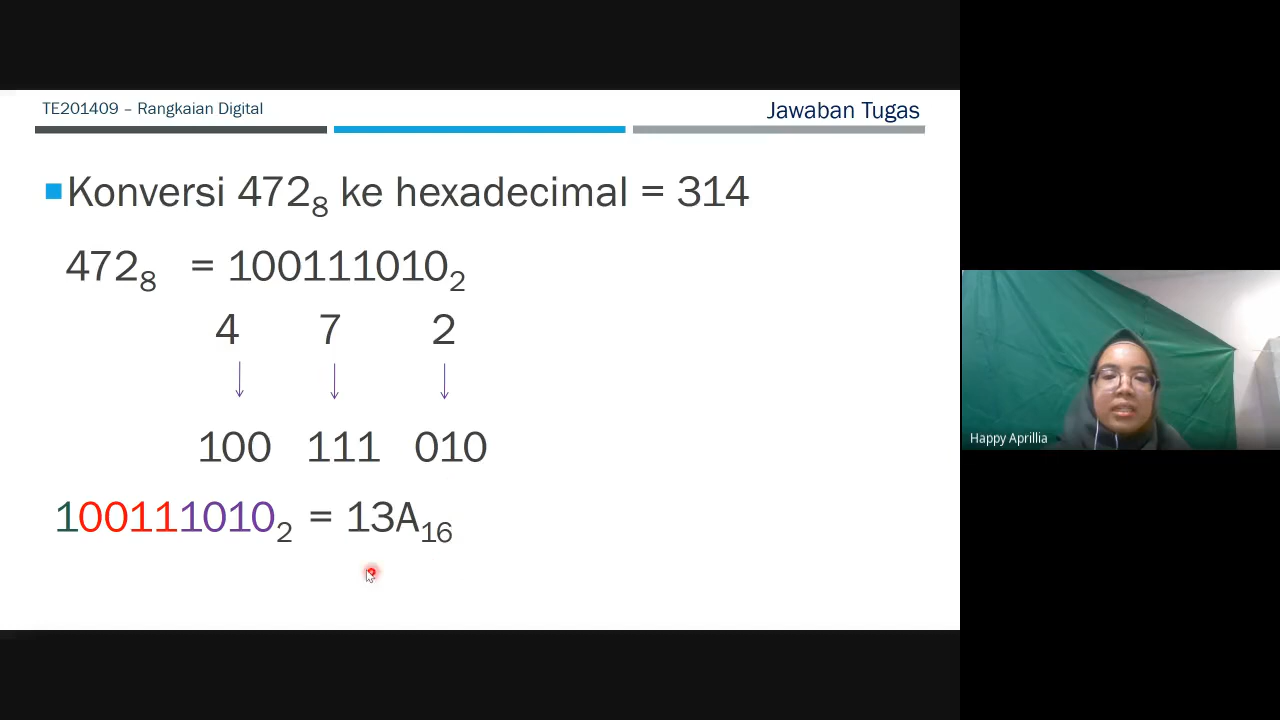 TE201409 – Rangkaian Digital
Jawaban Tugas
Konversi 472₈ ke hexadecimal = 314
472₈ = 100111010₂
4 7 2
100 111 010
100111010₂ = 13A₁₆
Happy Aprillia